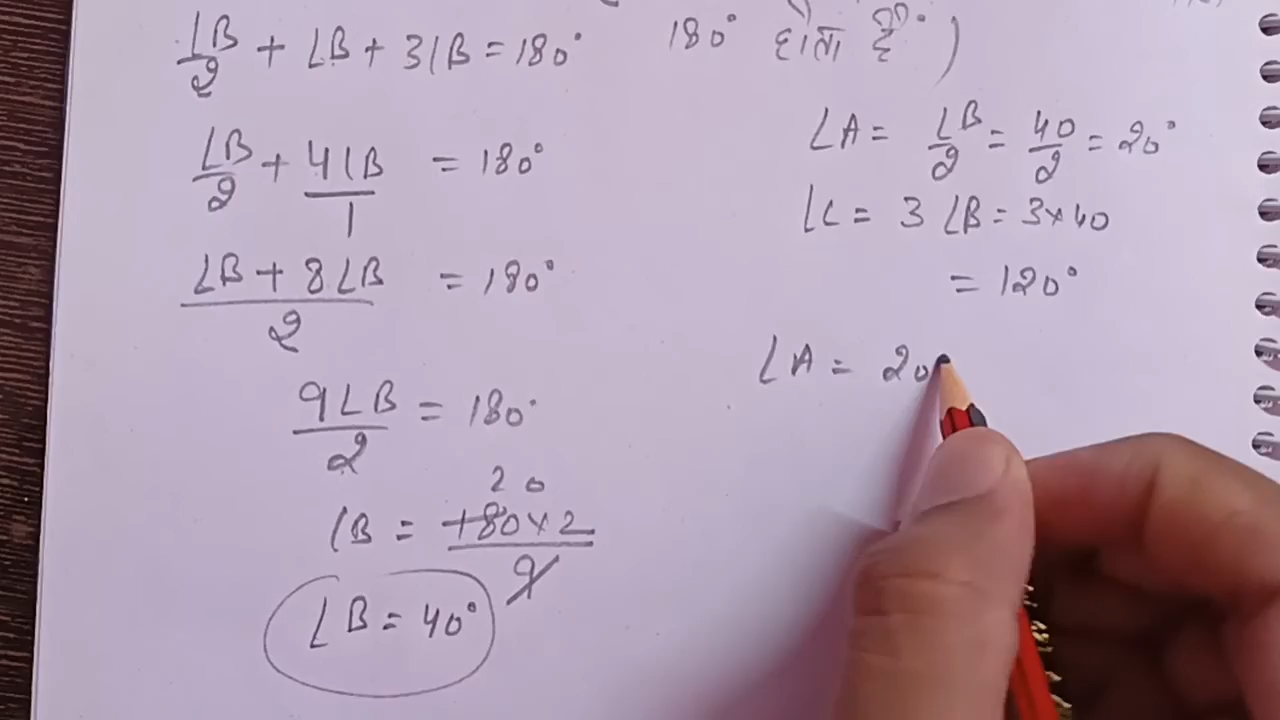 ∠B/2 + ∠B + 3∠B = 180°
∠B/2 + 4∠B/1 = 180°
(∠B + 8∠B)/2 = 180°
9∠B/2 = 180°
20
∠B = 180×2/9
∠B = 40°
180° होता है।)
∠A = ∠B/2 = 40/2 = 20°
∠C = 3 ∠B = 3×40
= 120°
∠A = 20